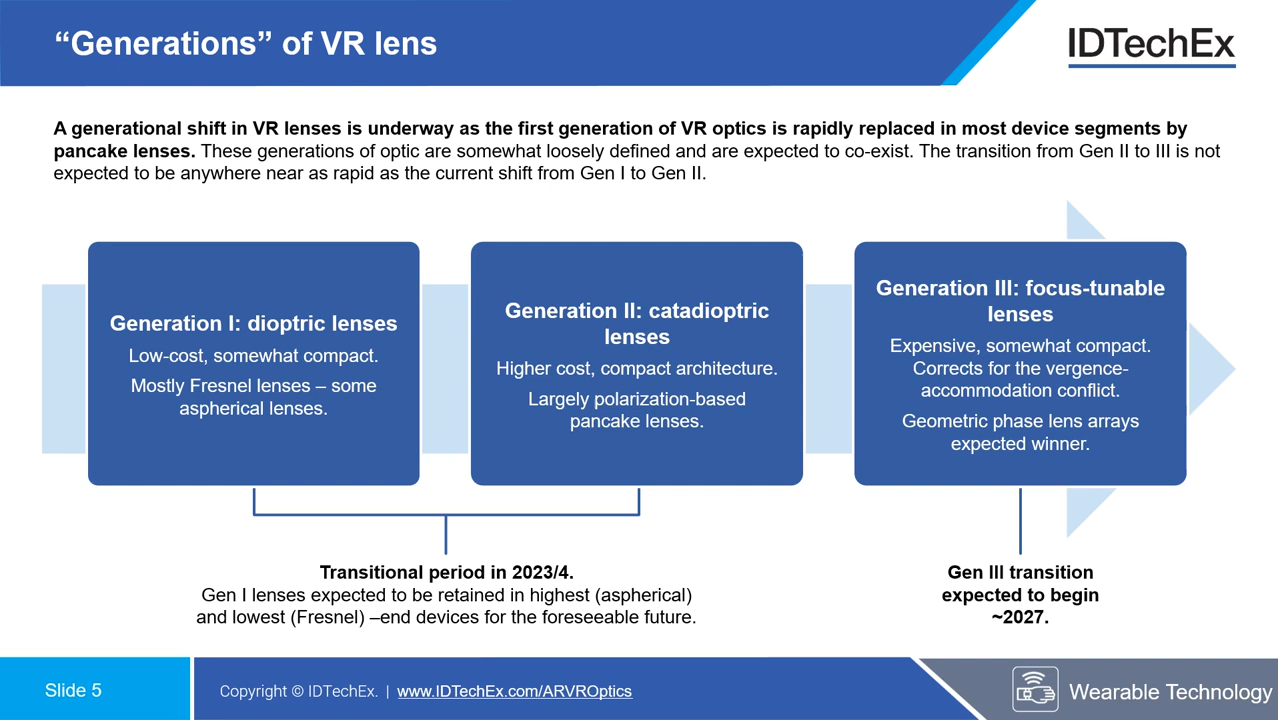 “Generations” of VR lens
IDTechEx
A generational shift in VR lenses is underway as the first generation of VR optics is rapidly replaced in most device segments by
pancake lenses. These generations of optic are somewhat loosely defined and are expected to co-exist. The transition from Gen II to III is not
expected to be anywhere near as rapid as the current shift from Gen I to Gen II.
Generation I: dioptric lenses
Low-cost, somewhat compact.
Mostly Fresnel lenses – some
aspherical lenses.
Generation II: catadioptric
lenses
Higher cost, compact architecture.
Largely polarization-based
pancake lenses.
Generation III: focus-tunable
lenses
Expensive, somewhat compact.
Corrects for the vergence-
accommodation conflict.
Geometric phase lens arrays
expected winner.
Transitional period in 2023/4.
Gen I lenses expected to be retained in highest (aspherical)
and lowest (Fresnel) –end devices for the foreseeable future.
Gen III transition
expected to begin
~2027.
Slide 5
Copyright © IDTechEx. | www.IDTechEx.com/ARVROptics
Wearable Technology